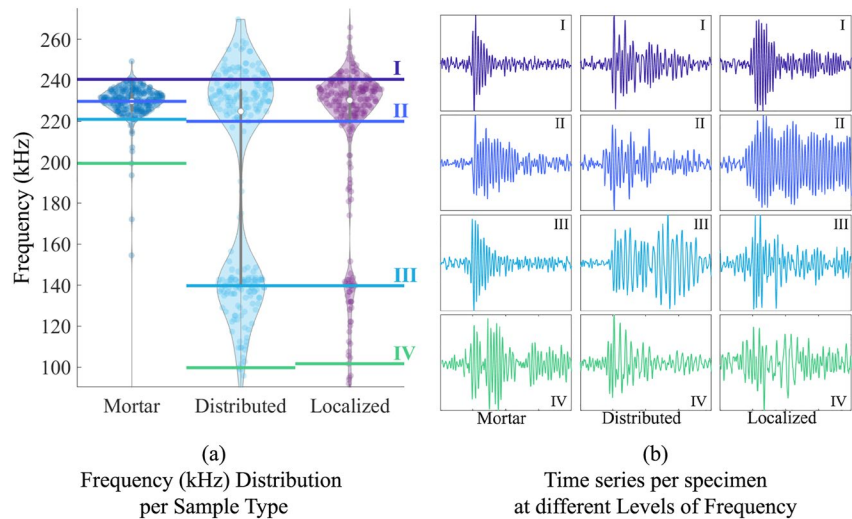 260
240
220
200
180
160
140
120
100
Frequency (kHz)
I
II
III
IV
Mortar
Distributed
Localized
(a)
Frequency (kHz) Distribution
per Sample Type
I
I
I
II
II
II
III
III
III
IV
IV
IV
Mortar
Distributed
Localized
(b)
Time series per specimen
at different Levels of Frequency